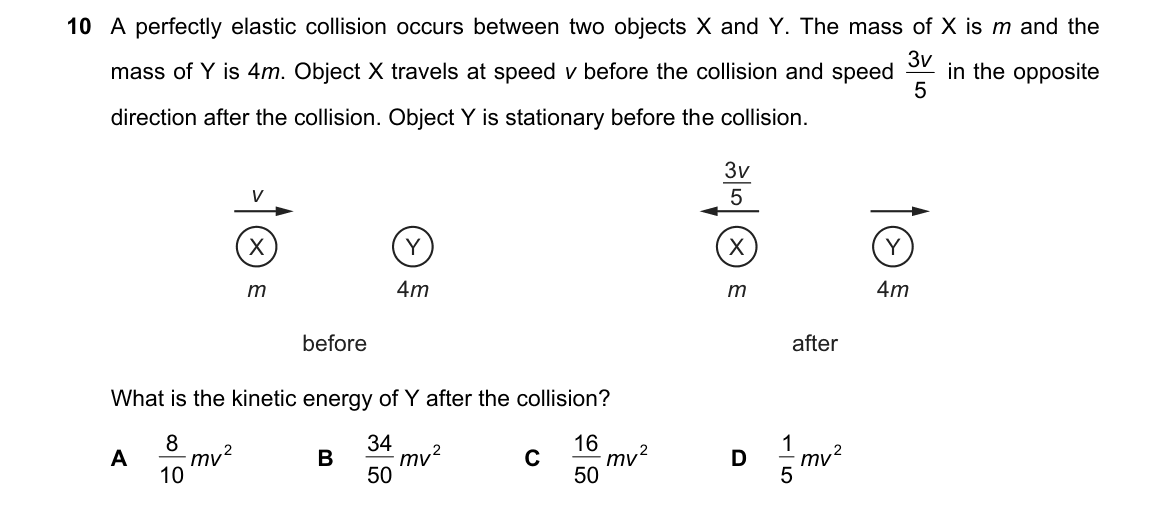 10 A perfectly elastic collision occurs between two objects X and Y. The mass of X is m and the
mass of Y is 4m. Object X travels at speed v before the collision and speed 3v/5 in the opposite
direction after the collision. Object Y is stationary before the collision.
3v/5
v
X Y X Y
m 4m m 4m
before after
What is the kinetic energy of Y after the collision?
A 8/10 mv² B 34/50 mv² C 16/50 mv² D 1/5 mv²